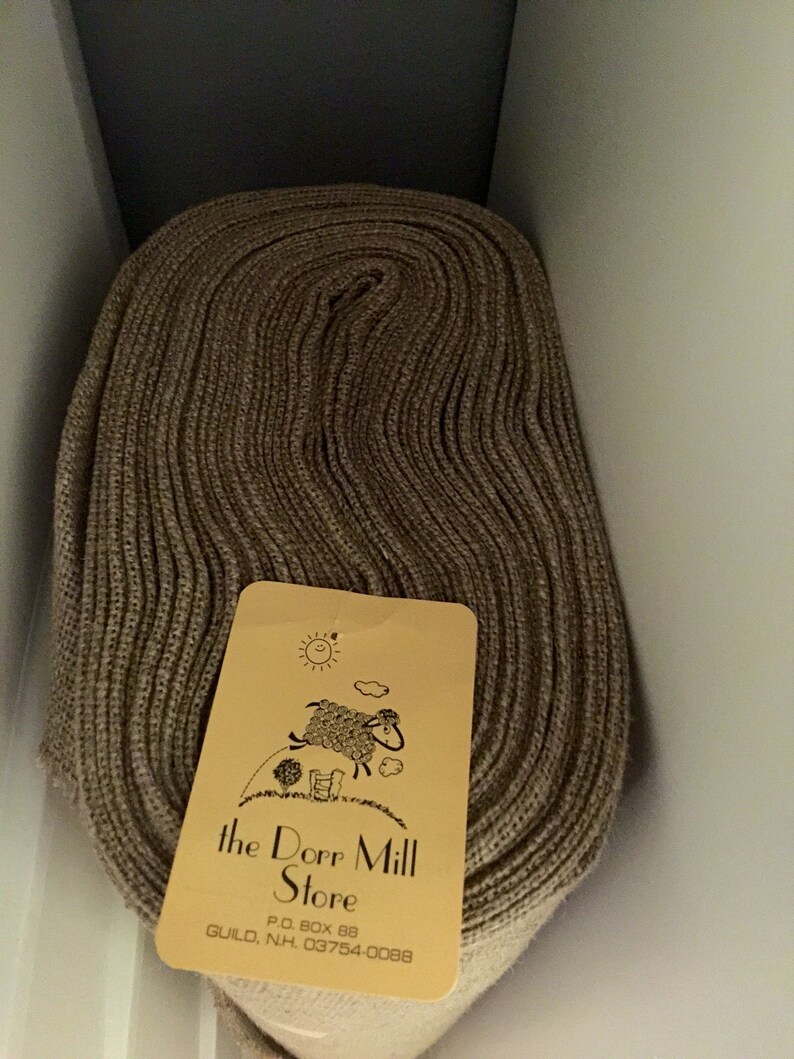 the Dorr Mill
Store
P.O. BOX 88
GUILD, N.H. 03754-0088